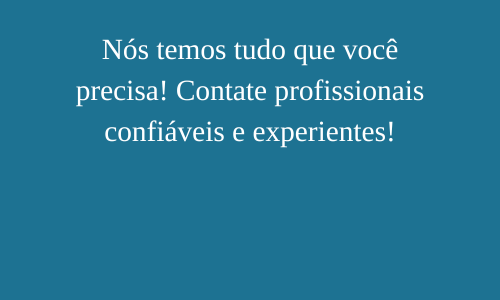 Nós temos tudo que você
precisa! Contate profissionais
confiáveis e experientes!